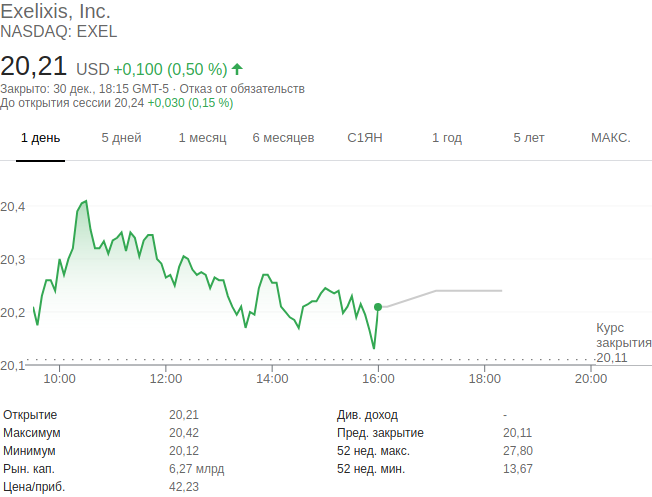 Exelixis, Inc.
NASDAQ: EXEL
20,21 USD +0,100 (0,50 %)
Закрыто: 30 дек., 18:15 GMT-5 · Отказ от обязательств
До открытия сессии 20,24 +0,030 (0,15 %)
1 день 5 дней 1 месяц 6 месяцев С1ЯН 1 год 5 лет МАКС.
20,4
20,3
20,2
Курс
закрытия
20,11
20,1
10:00 12:00 14:00 16:00 18:00 20:00
Открытие 20,21 Див. доход -
Максимум 20,42 Пред. закрытие 20,11
Минимум 20,12 52 нед. макс. 27,80
Рын. кап. 6,27 млрд 52 нед. мин. 13,67
Цена/приб. 42,23